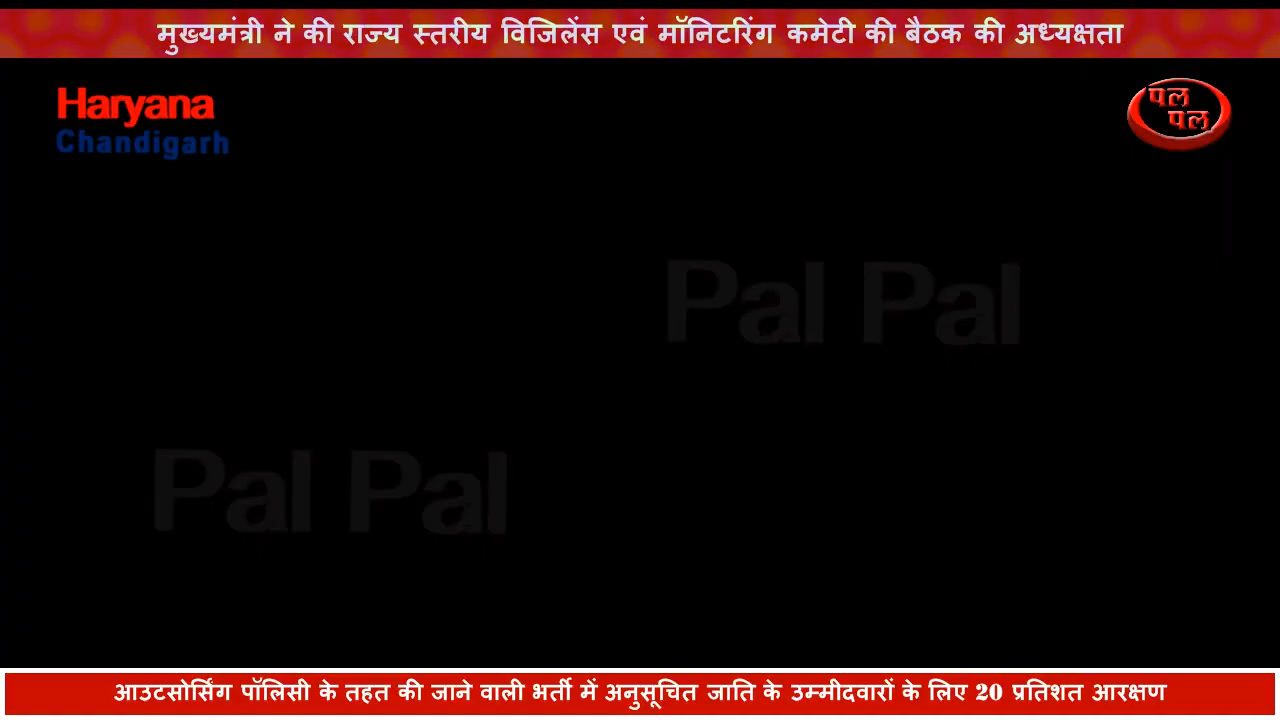 मुख्यमंत्री ने की राज्य स्तरीय विजिलेंस एवं मॉनिटरिंग कमेटी की बैठक की अध्यक्षता
Haryana
Chandigarh
पल
पल
Pal Pal
Pal Pal
आउटसोर्सिंग पॉलिसी के तहत की जाने वाली भर्ती में अनुसूचित जाति के उम्मीदवारों के लिए 20 प्रतिशत आरक्षण